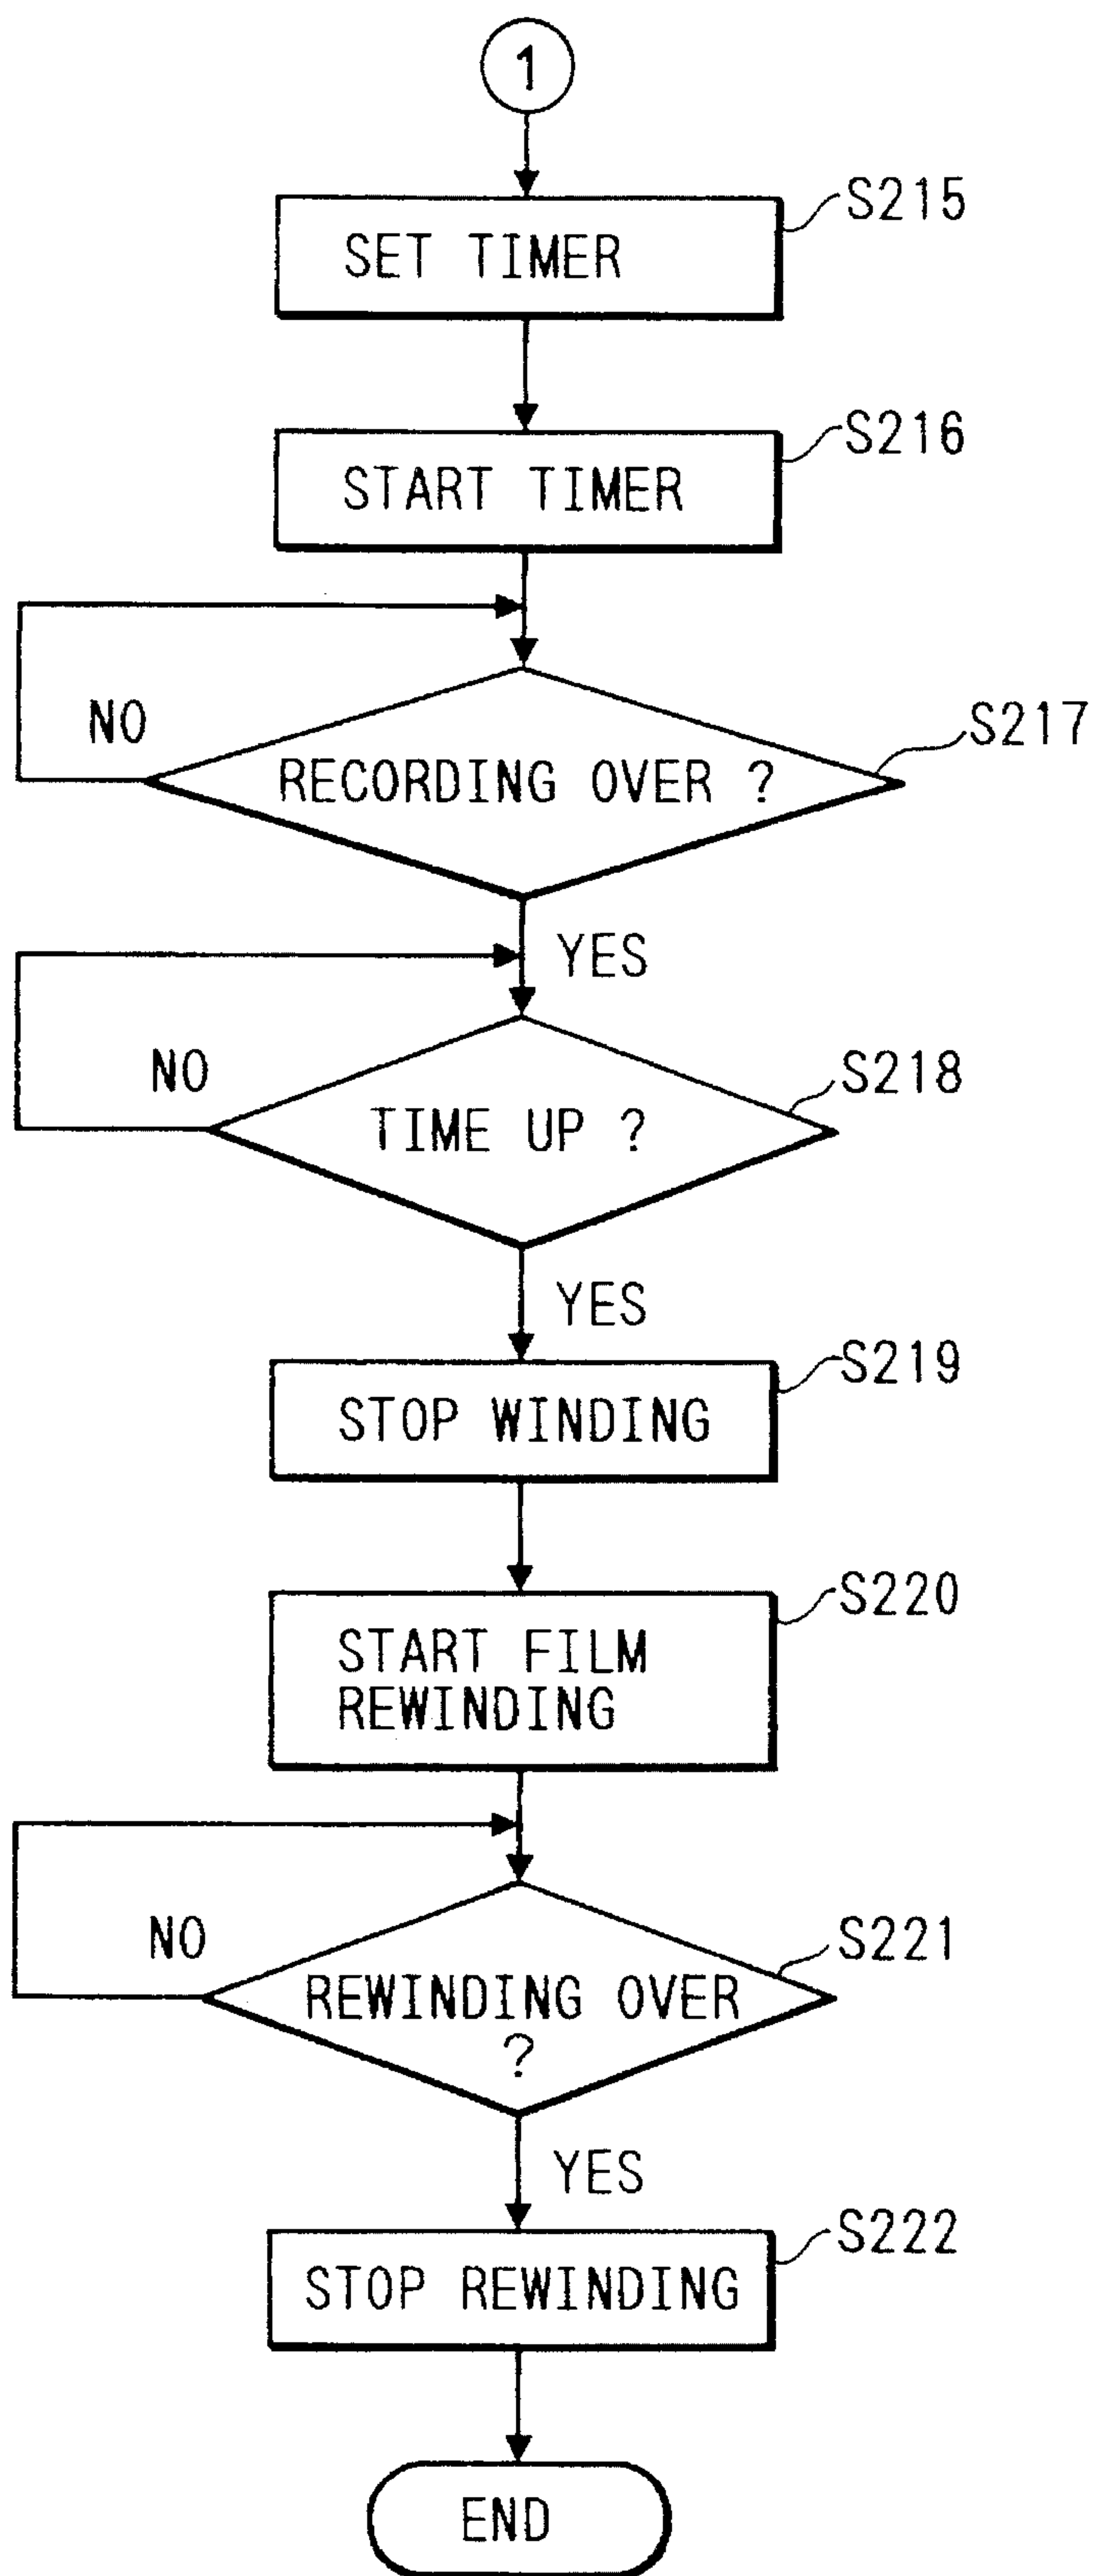 1
S215
SET TIMER
S216
START TIMER
NO
S217
RECORDING OVER ?
YES
NO
S218
TIME UP ?
YES
S219
STOP WINDING
S220
START FILM
REWINDING
NO
S221
REWINDING OVER
?
YES
S222
STOP REWINDING
END